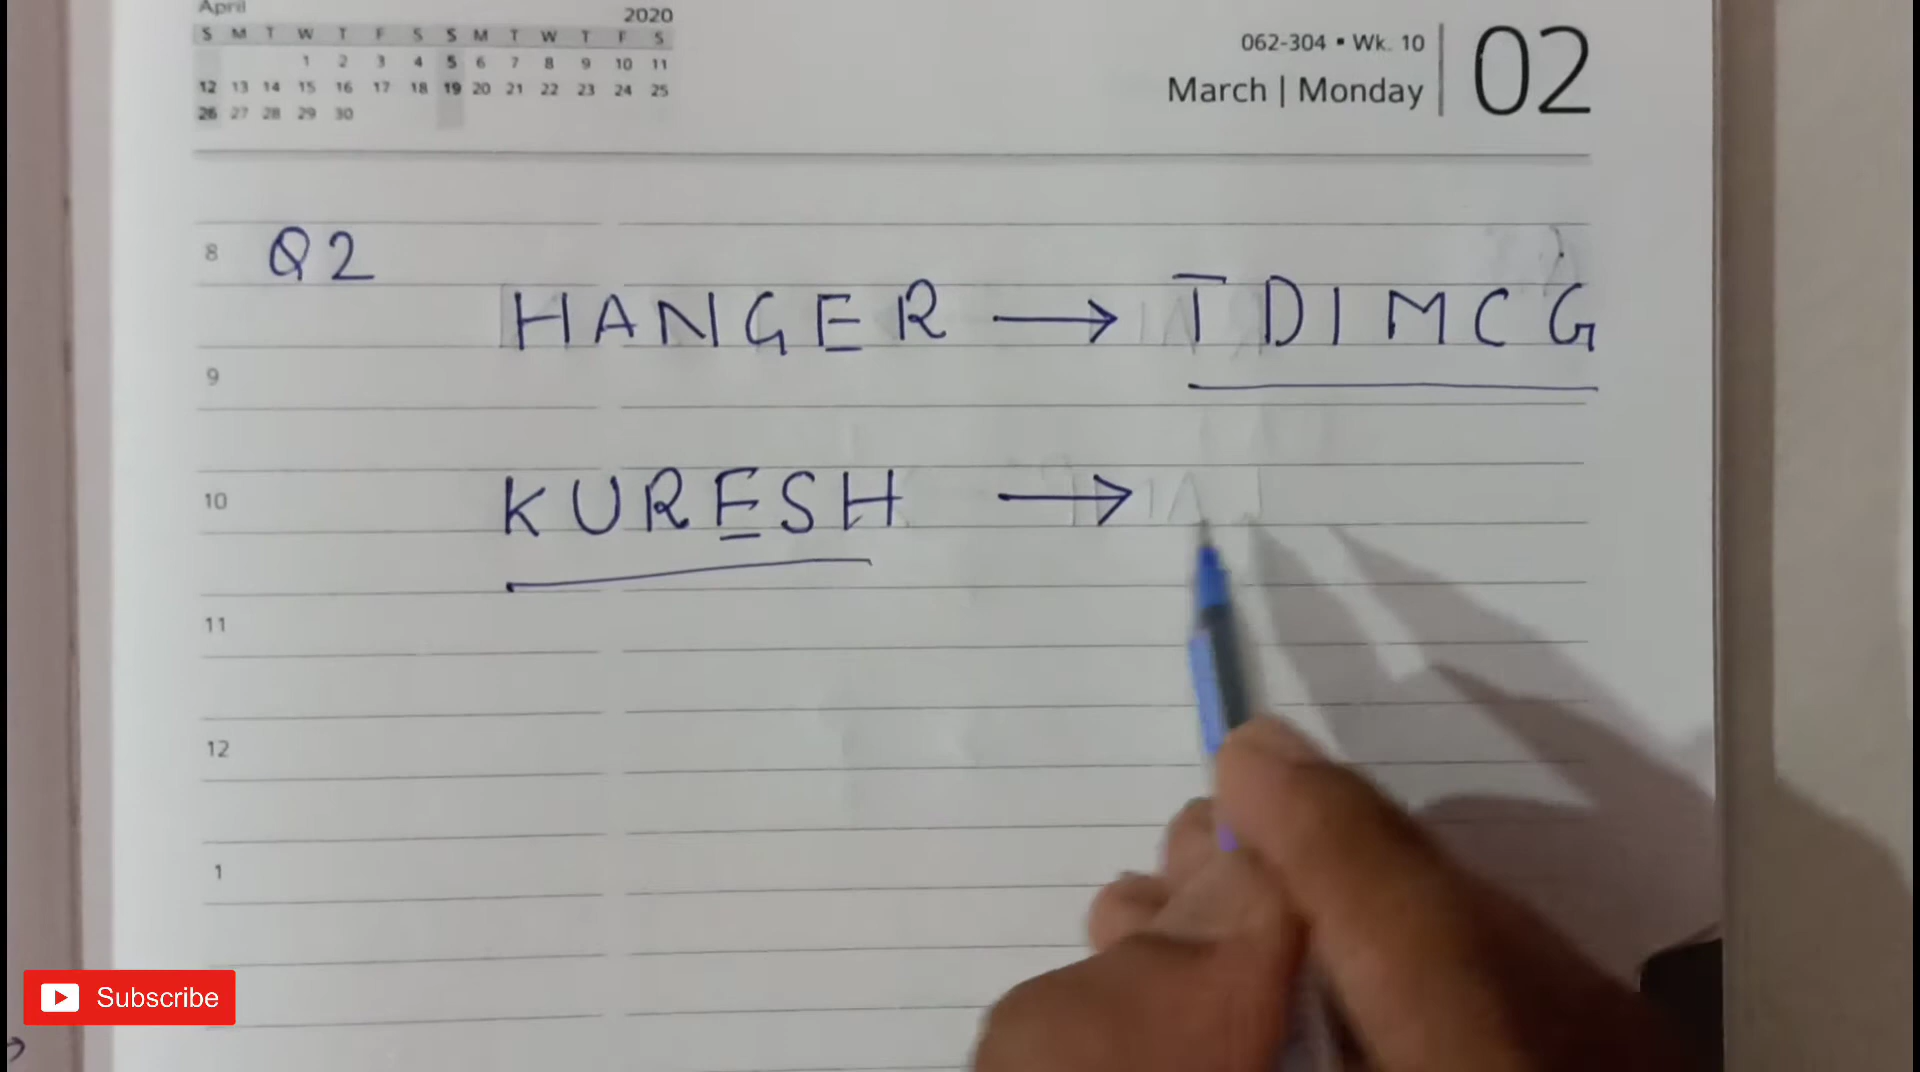 April
2020
S M T W T F S S M T W T F S
1 2 3 4 5 6 7 8 9 10 11
12 13 14 15 16 17 18 19 20 21 22 23 24 25
26 27 28 29 30
062-304 ▪ Wk. 10
March | Monday
02
8
Q2
HANGER → TDIMCG
9
KURESH →
10
11
12
1
Subscribe